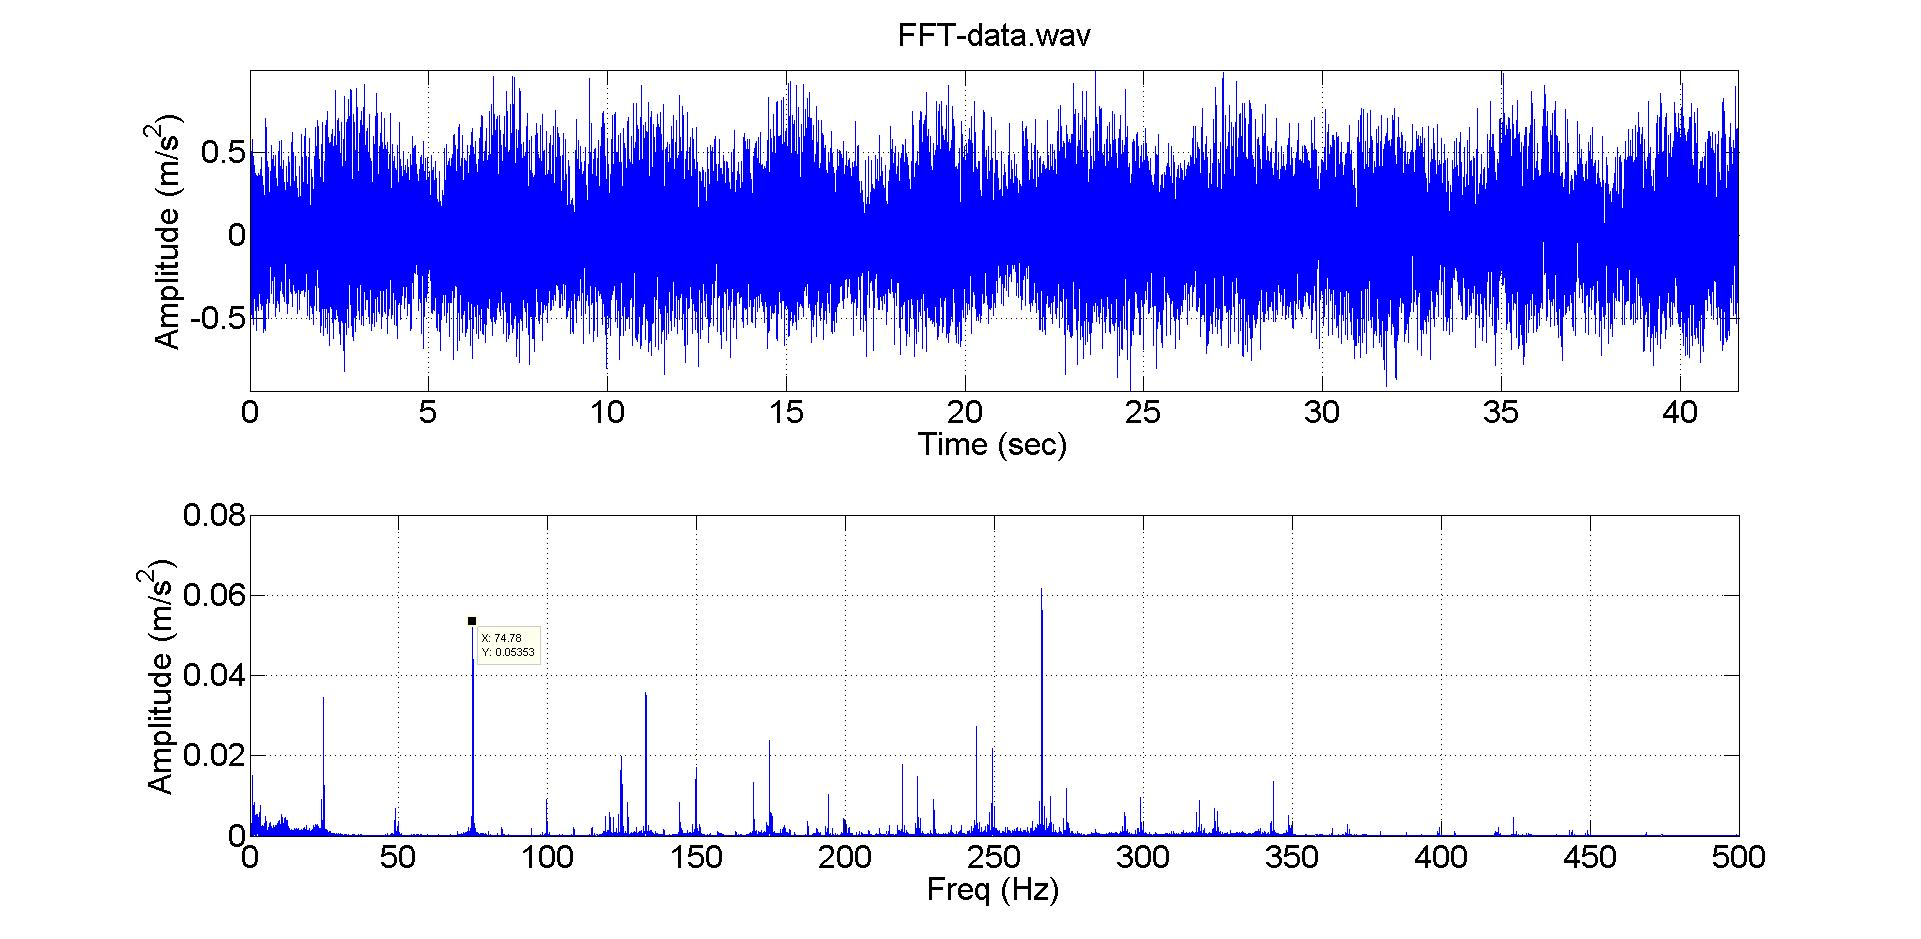 FFT-data.wav
Amplitude (m/s2)
0.5
0
-0.5
0 5 10 15 20 25 30 35 40
Time (sec)
Amplitude (m/s2)
0.08
0.06
0.04
0.02
0
X: 74.78
Y: 0.05353
0 50 100 150 200 250 300 350 400 450 500
Freq (Hz)